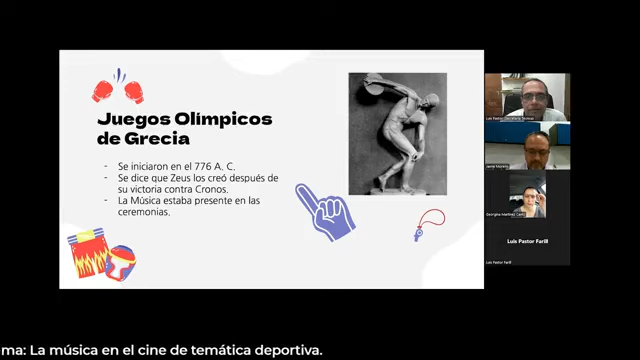 Juegos Olímpicos
de Grecia
- Se iniciaron en el 776 A. C.
- Se dice que Zeus los creó después de
su victoria contra Cronos.
- La Música estaba presente en las
ceremonias.
Luis Pastor Farill
Luis Pastor Farill
ma: La música en el cine de temática deportiva.